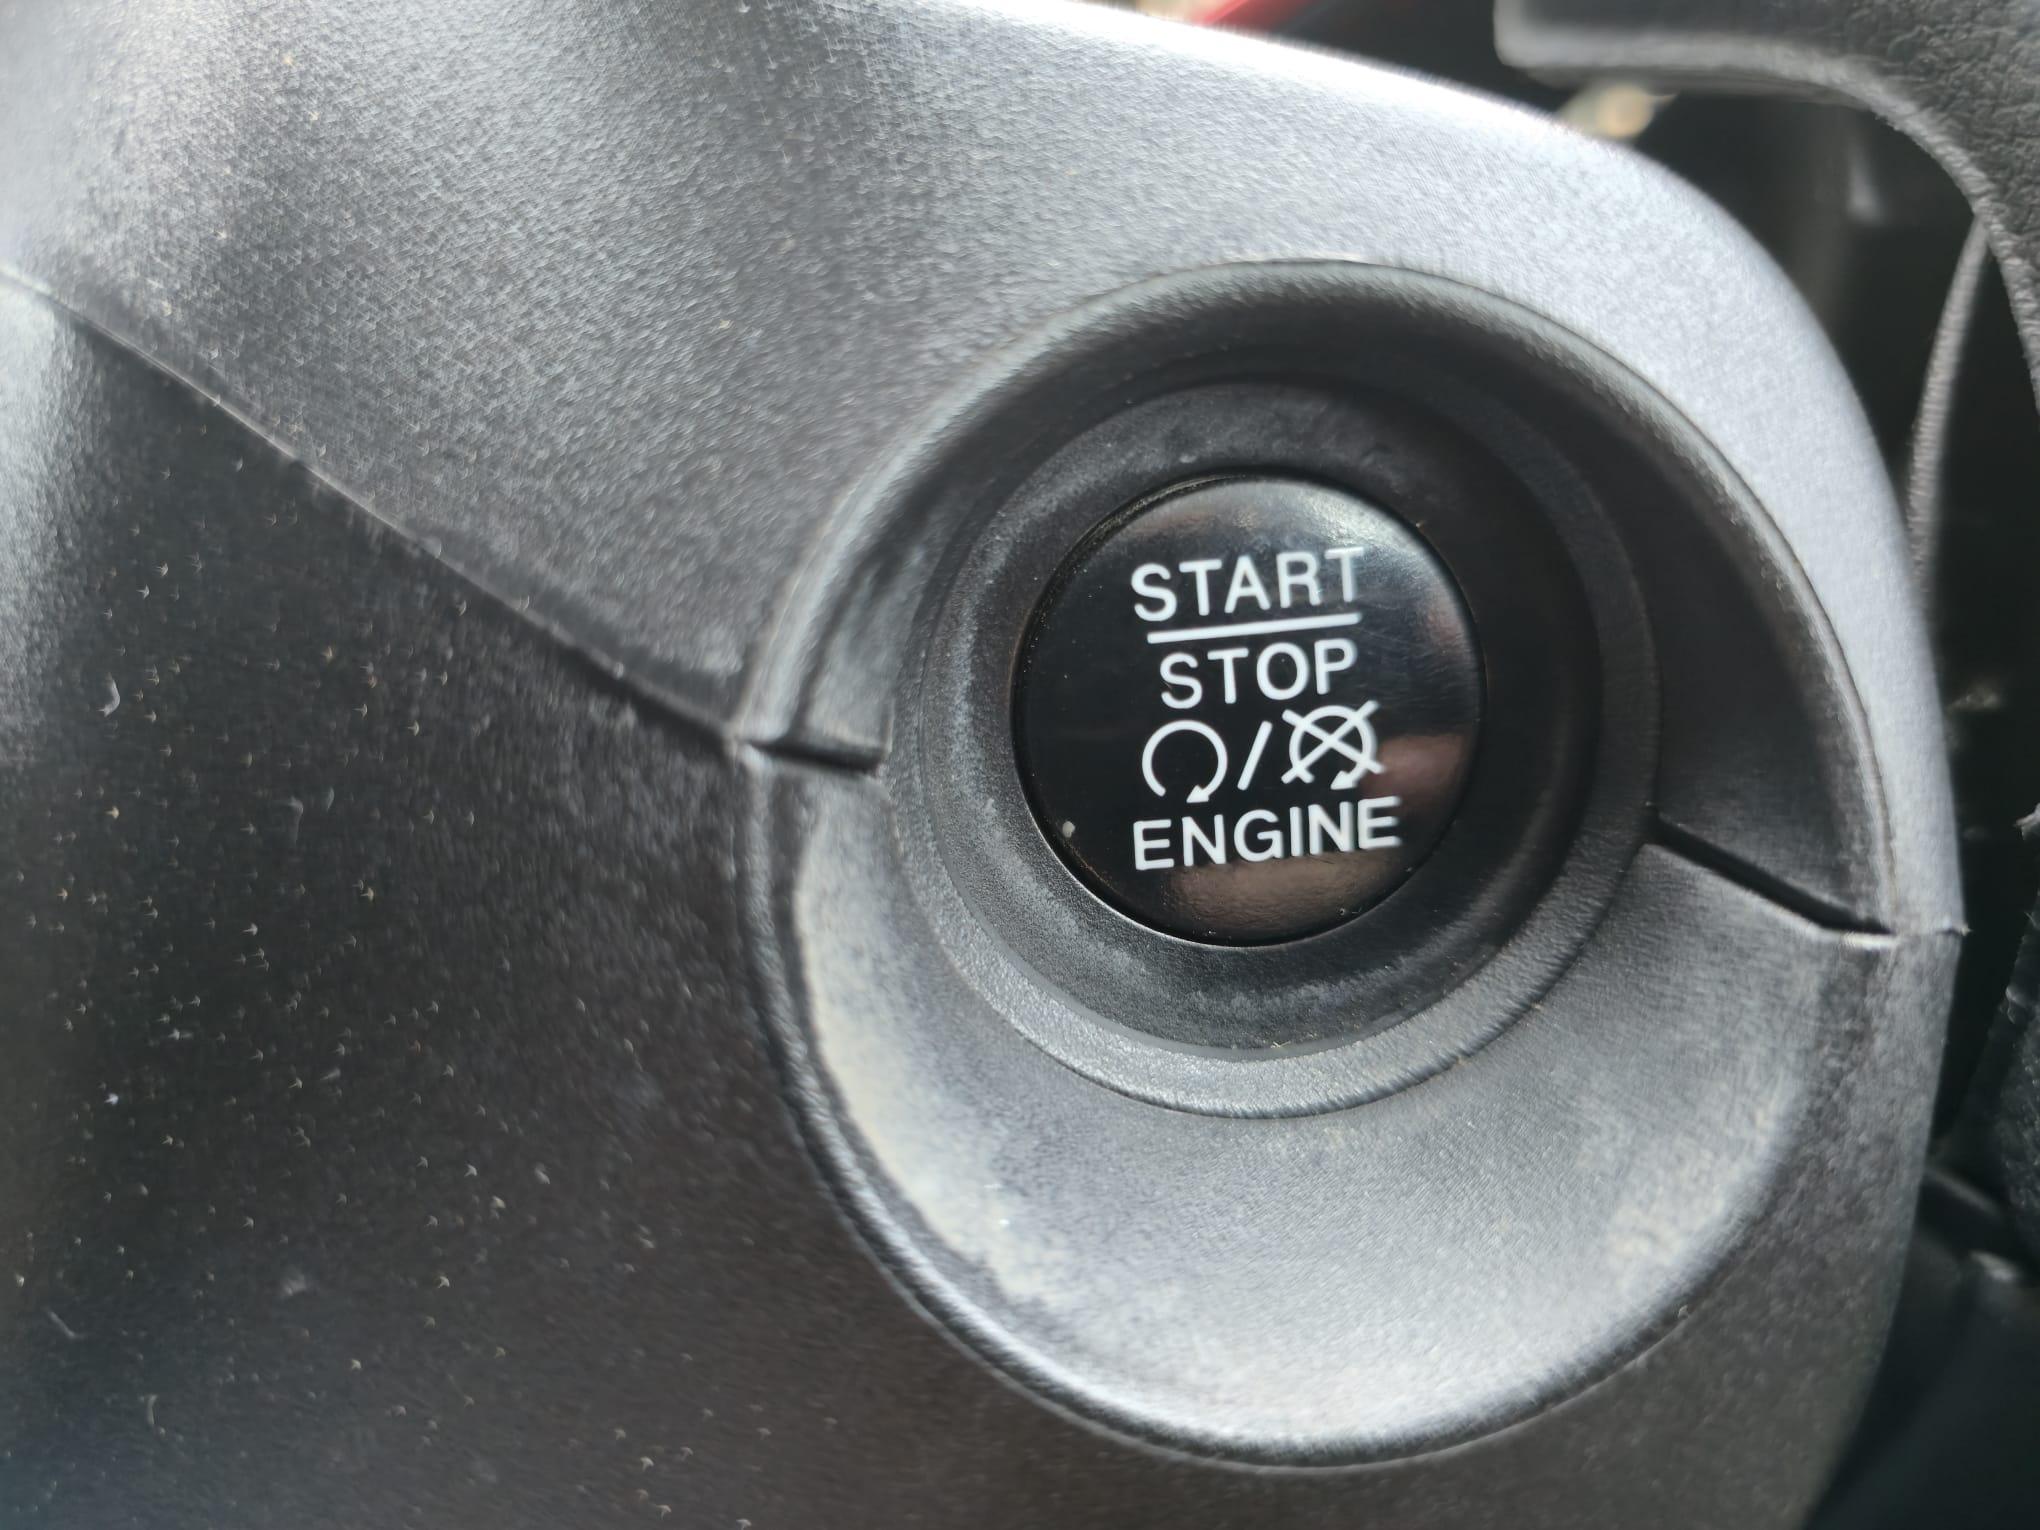 START
STOP
/
ENGINE